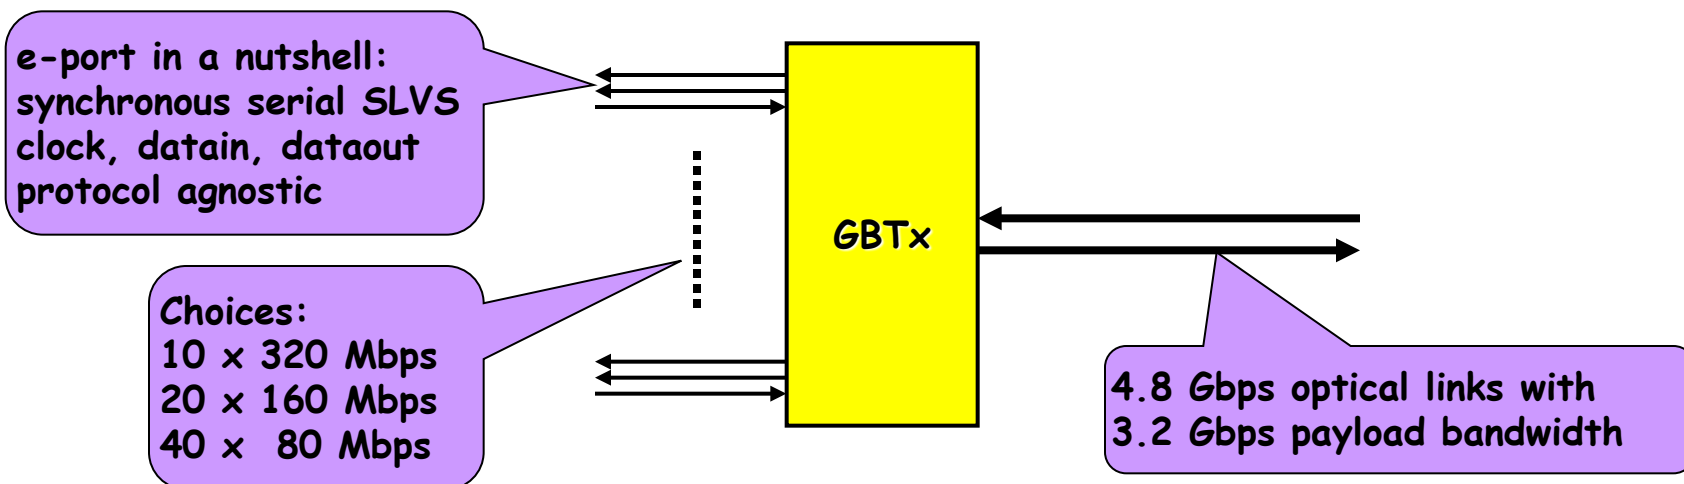 e-port in a nutshell:
synchronous serial SLVS
clock, datain, dataout
protocol agnostic
Choices:
10 x 320 Mbps
20 x 160 Mbps
40 x  80 Mbps
GBTx
4.8 Gbps optical links with
3.2 Gbps payload bandwidth